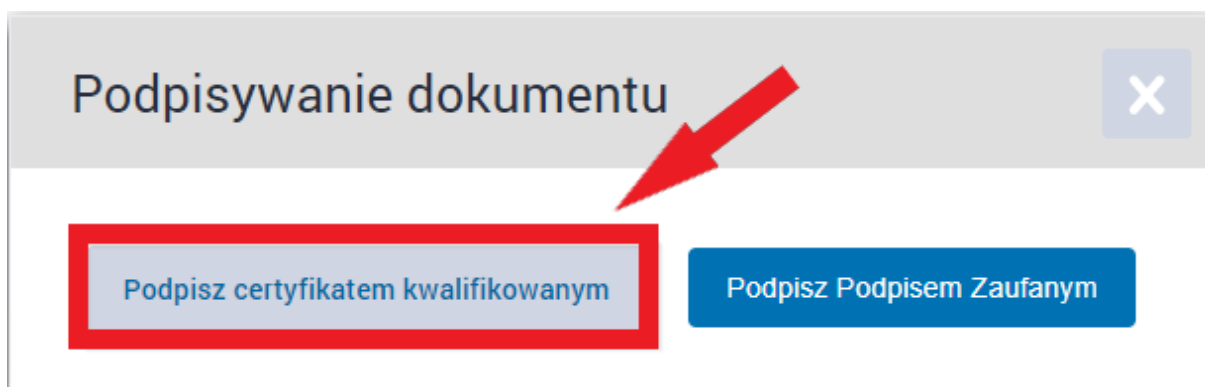 Podpisywanie dokumentu
Podpisz certyfikatem kwalifikowanym
Podpisz Podpisem Zaufanym